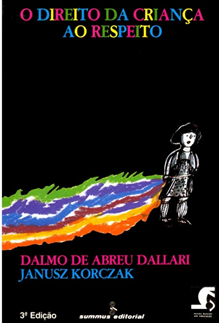 O DIREITO DA CRIANÇA
AO RESPEITO
DALMO DE ABREU DALLARI
JANUSZ KORCZAK
3ª Edição
summus editorial